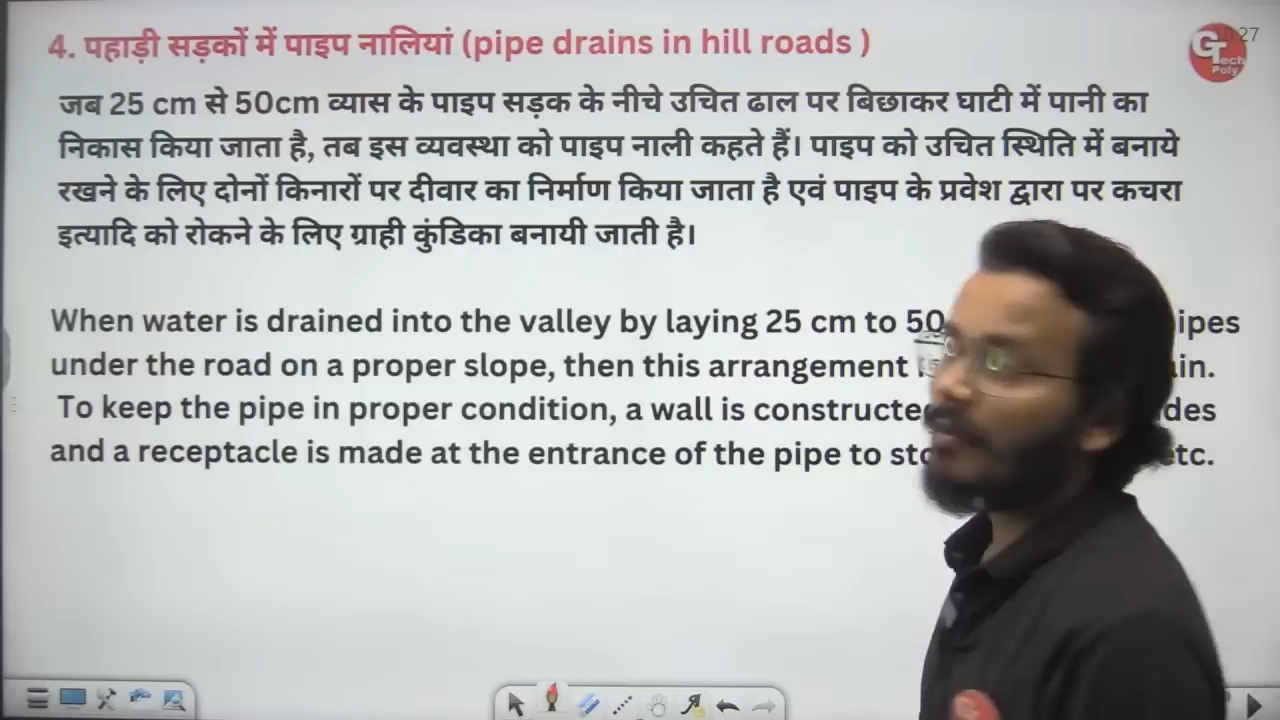 4. पहाड़ी सड़कों में पाइप नालियां (pipe drains in hill roads )
GTech
Poly
27
जब 25 cm से 50cm व्यास के पाइप सड़क के नीचे उचित ढाल पर बिछाकर घाटी में पानी का
निकास किया जाता है, तब इस व्यवस्था को पाइप नाली कहते हैं। पाइप को उचित स्थिति में बनाये
रखने के लिए दोनों किनारों पर दीवार का निर्माण किया जाता है एवं पाइप के प्रवेश द्वारा पर कचरा
इत्यादि को रोकने के लिए ग्राही कुंडिका बनायी जाती है।
When water is drained into the valley by laying 25 cm to 50
under the road on a proper slope, then this arrangement
To keep the pipe in proper condition, a wall is
and a receptacle is made at the entrance of the pipe to etc.